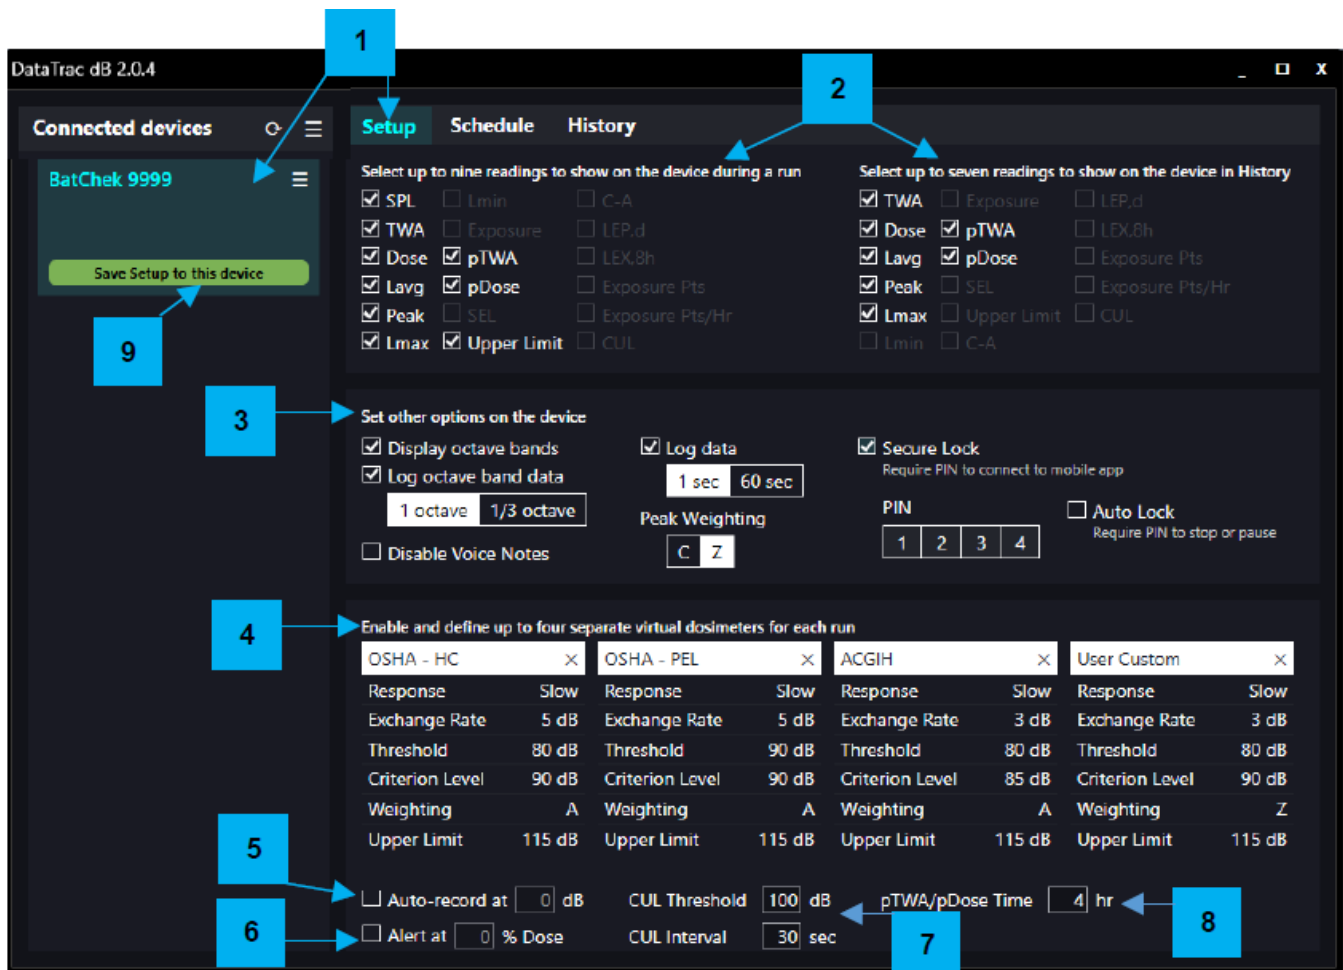 1
DataTrac dB 2.0.4
_ X
2
Connected devices
Setup Schedule History
BatChek 9999
Save Setup to this device
9
Select up to nine readings to show on the device during a run
SPL Lmin C-A
TWA Exposure LEP,d
Dose pTWA LEX,8h
Lavg pDose Exposure Pts
Peak SEL Exposure Pts/Hr
Lmax Upper Limit CUL
Select up to seven readings to show on the device in History
TWA Exposure LEP,d
Dose pTWA LEX,8h
Lavg pDose Exposure Pts
Peak SEL Exposure Pts/Hr
Lmax Upper Limit CUL
Lmin C-A
3
Set other options on the device
Display octave bands
Log octave band data
1 octave 1/3 octave
Disable Voice Notes
Log data
1 sec 60 sec
Peak Weighting
C Z
Secure Lock
Require PIN to connect to mobile app
PIN
1 2 3 4
Auto Lock
Require PIN to stop or pause
4
Enable and define up to four separate virtual dosimeters for each run
OSHA - HC × OSHA - PEL × ACGIH × User Custom ×
Response Slow Response Slow Response Slow Response Slow
Exchange Rate 5 dB Exchange Rate 5 dB Exchange Rate 3 dB Exchange Rate 3 dB
Threshold 80 dB Threshold 90 dB Threshold 80 dB Threshold 80 dB
Criterion Level 90 dB Criterion Level 90 dB Criterion Level 85 dB Criterion Level 90 dB
Weighting A Weighting A Weighting A Weighting Z
Upper Limit 115 dB Upper Limit 115 dB Upper Limit 115 dB Upper Limit 115 dB
5
Auto-record at 0 dB CUL Threshold 100 dB pTWA/pDose Time 4 hr
6
Alert at 0 % Dose CUL Interval 30 sec
7
8